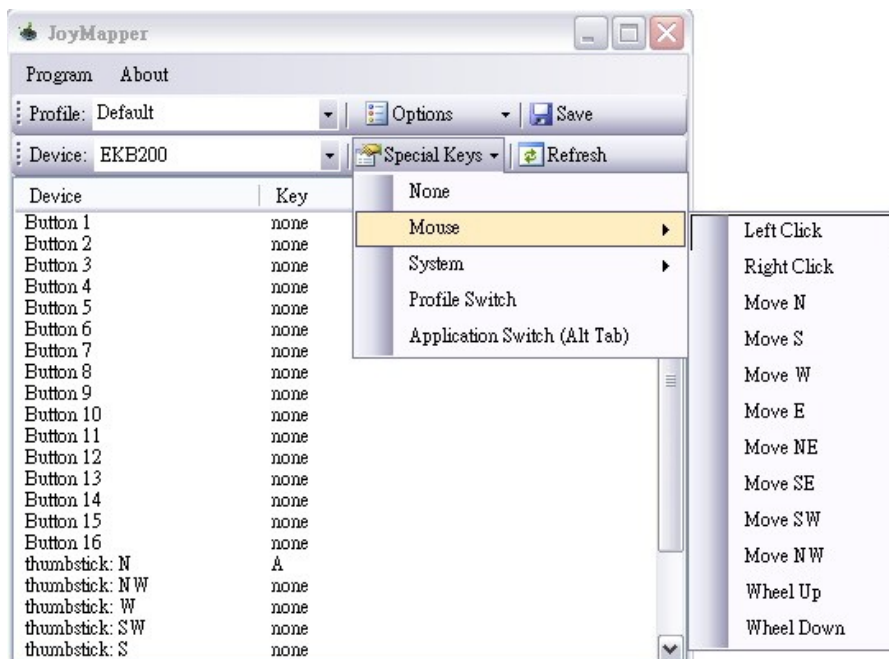 JoyMapper
Program About
Profile: Default Options Save
Device: EKB200 Special Keys Refresh
Device Key
Button 1 none
Button 2 none
Button 3 none
Button 4 none
Button 5 none
Button 6 none
Button 7 none
Button 8 none
Button 9 none
Button 10 none
Button 11 none
Button 12 none
Button 13 none
Button 14 none
Button 15 none
Button 16 none
thumbstick: N A
thumbstick: NW none
thumbstick: W none
thumbstick: SW none
thumbstick: S none
None
Mouse
System
Profile Switch
Application Switch (Alt Tab)
Left Click
Right Click
Move N
Move S
Move W
Move E
Move NE
Move SE
Move SW
Move NW
Wheel Up
Wheel Down